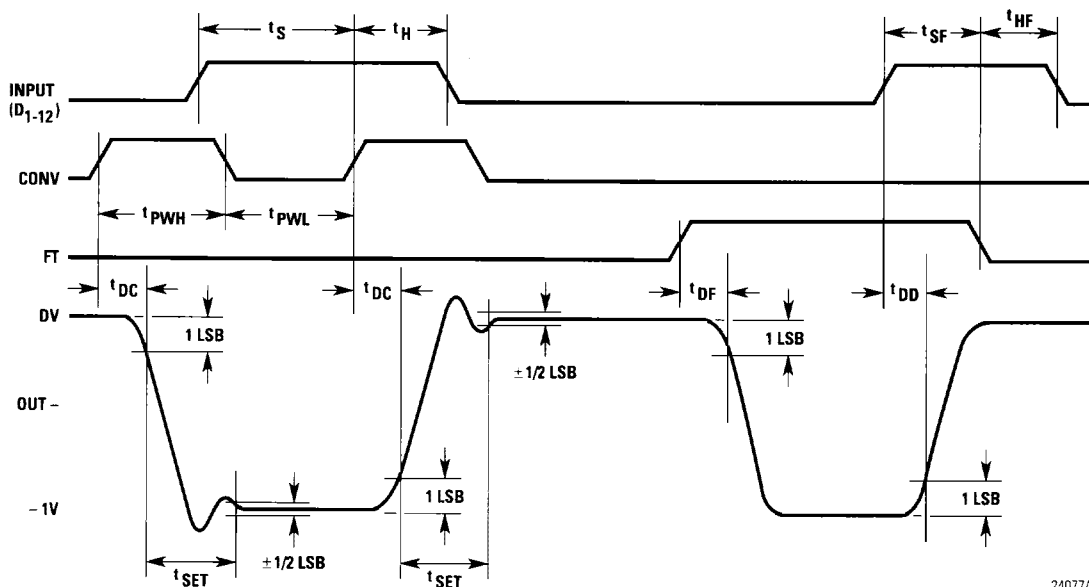 tS
tH
tSF
tHF
INPUT
(D1-12)
CONV
tPWH
tPWL
FT
tDC
tDC
tDF
tDD
DV
1 LSB
± 1/2 LSB
1 LSB
OUT -
- 1V
1 LSB
1 LSB
± 1/2 LSB
tSET
tSET